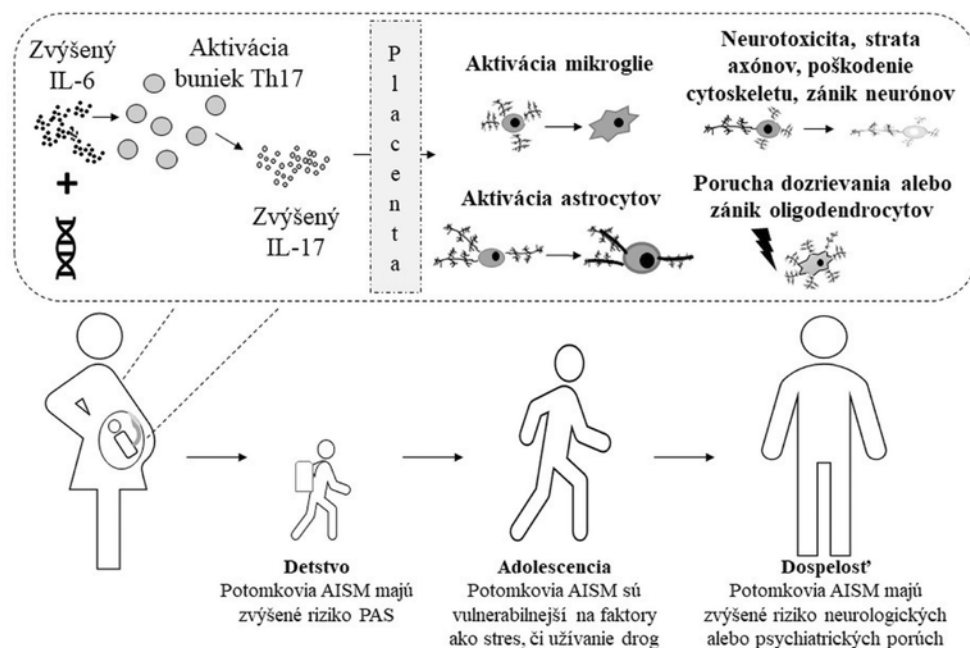 Zvýšený
IL-6
+
Aktivácia
buniek Th17
Zvýšený
IL-17
P
l
a
c
e
n
t
a
Aktivácia mikroglie
Aktivácia astrocytov
Neurotoxicita, strata
axónov, poškodenie
cytoskeletu, zánik neurónov
Porucha dozrievania alebo
zánik oligodendrocytov
Detstvo
Potomkovia AISM majú
zvýšené riziko PAS
Adolescencia
Potomkovia AISM sú
vulnerabilnejší na faktory
ako stres, či užívanie drog
Dospelosť
Potomkovia AISM majú
zvýšené riziko neurologických
alebo psychiatrických porúch